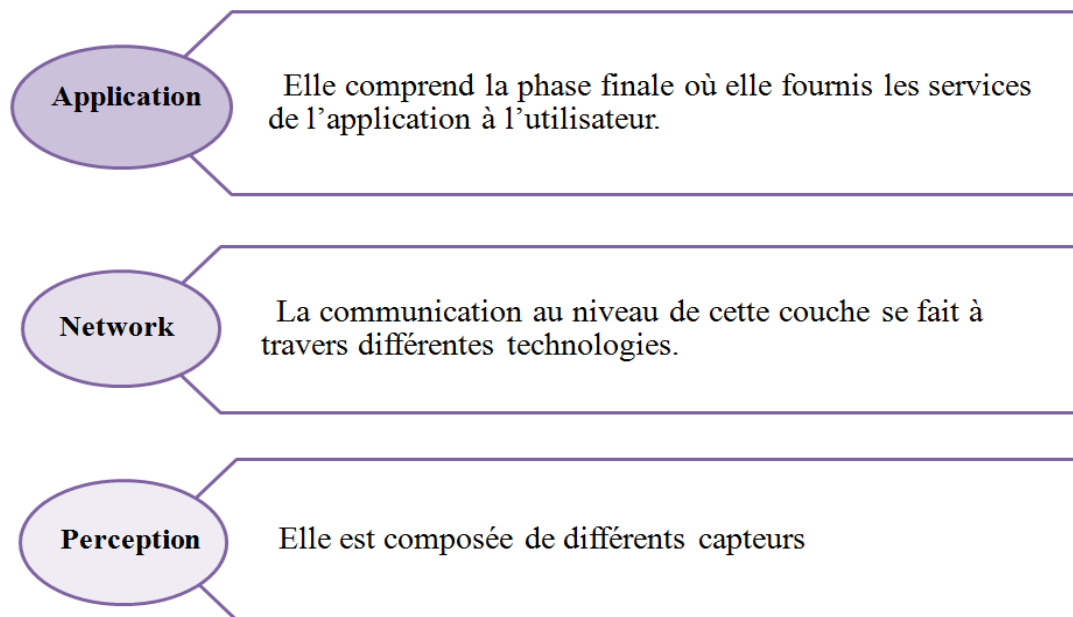 Application
Elle comprend la phase finale où elle fournis les services
de l’application à l’utilisateur.
Network
La communication au niveau de cette couche se fait à
travers différentes technologies.
Perception
Elle est composée de différents capteurs